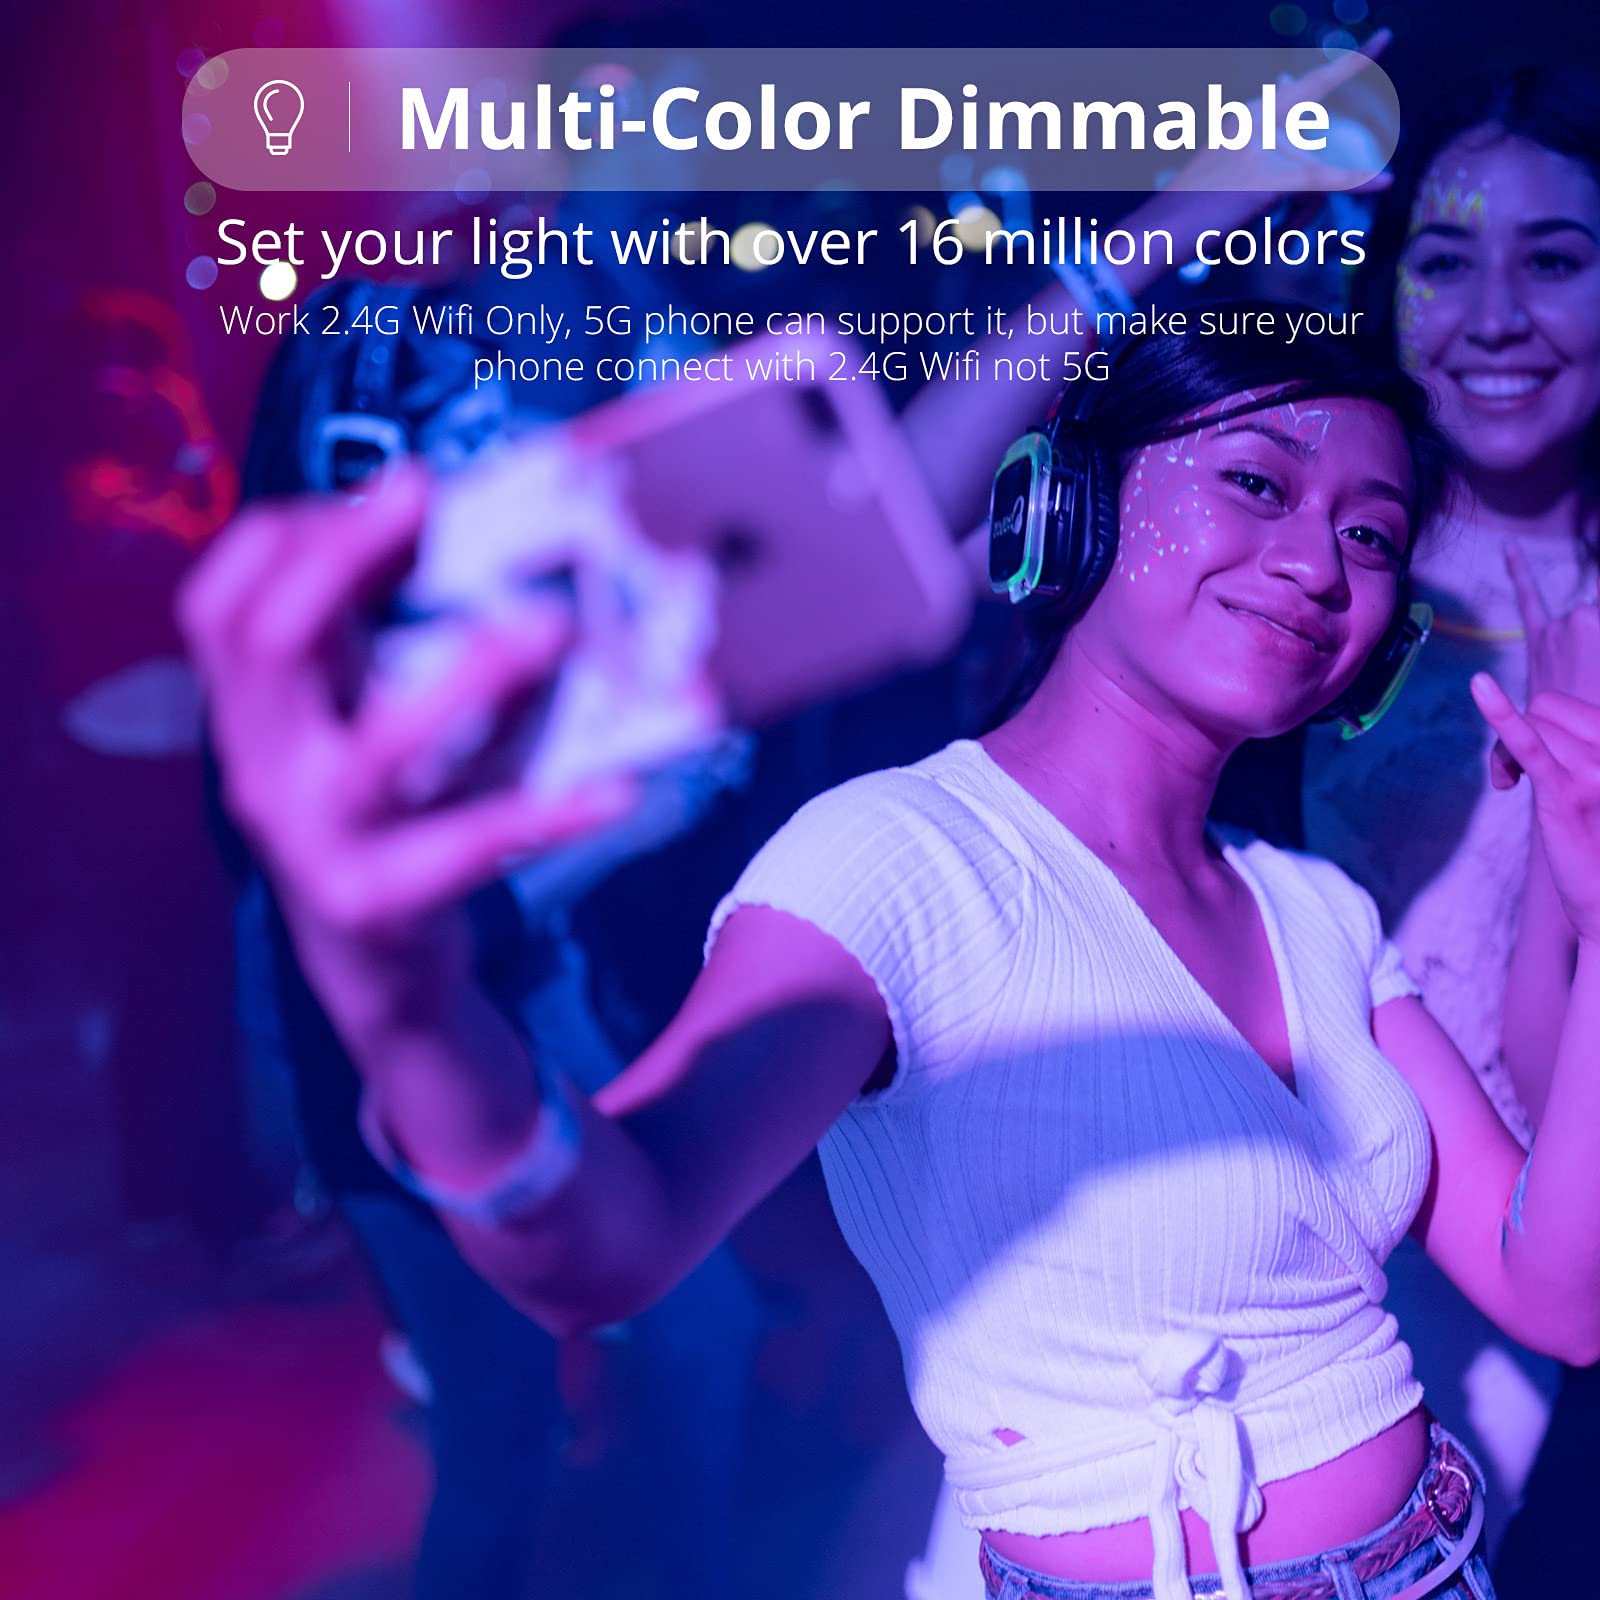 Multi-Color Dimmable
Set your light with over 16 million colors
Work 2.4G Wifi Only, 5G phone can support it, but make sure your
phone connect with 2.4G Wifi not 5G